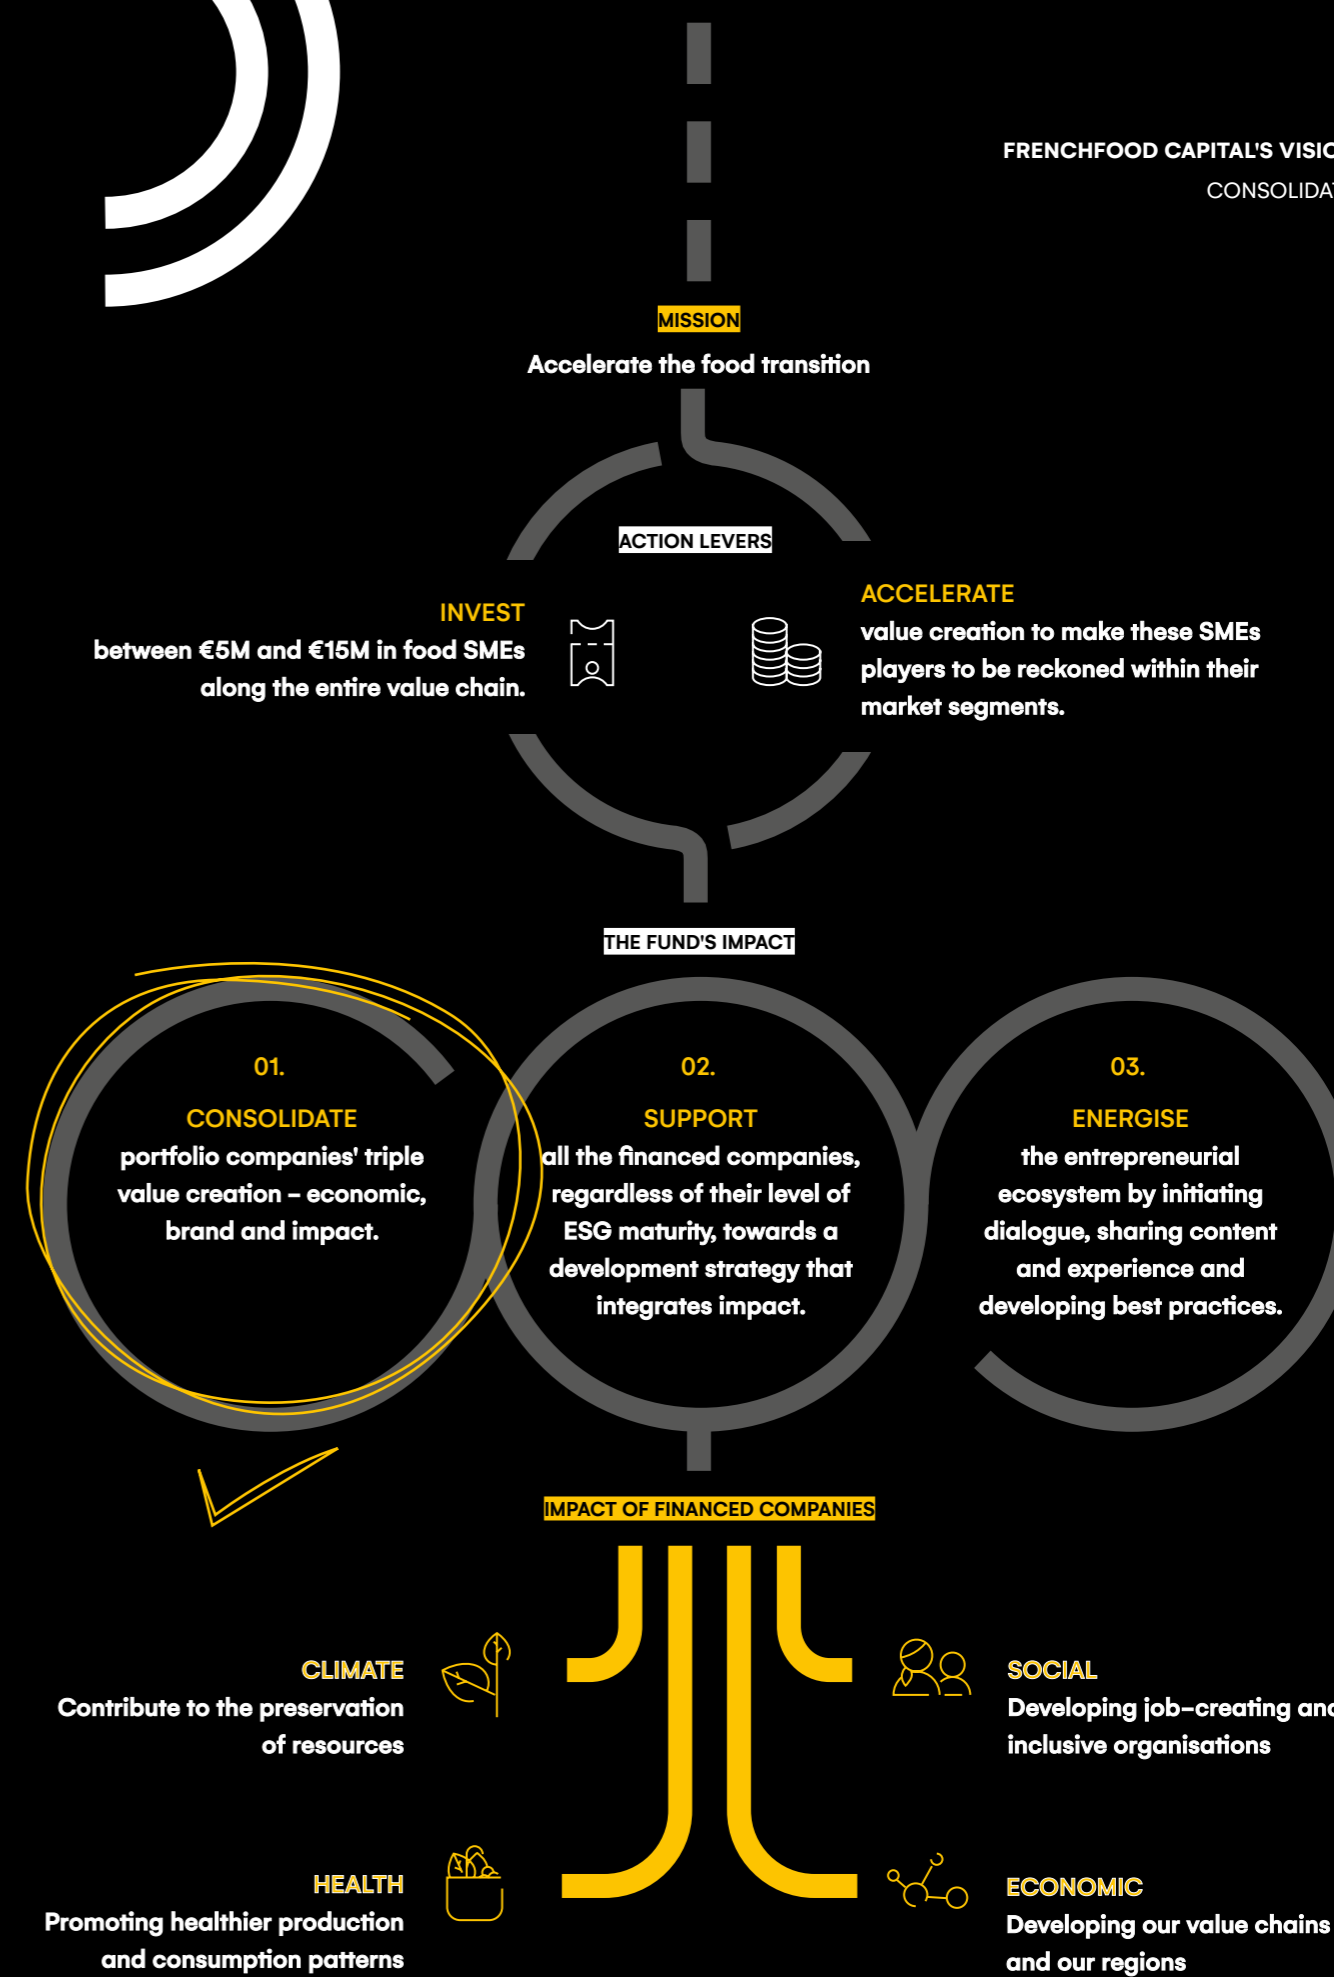 FRENCHFOOD CAPITAL'S
MISSION
Accelerate the food transition
ACTION LEVERS
INVEST
between €5M and €15M in food SMEs
along the entire value chain.
ACCELERATE
value creation to make these SMEs
players to be reckoned within their
market segments.
THE FUND'S IMPACT
01.
CONSOLIDATE
portfolio companies' triple
value creation – economic,
brand and impact.
02.
SUPPORT
all the financed companies,
regardless of their level of
ESG maturity, towards a
development strategy that
integrates impact.
03.
ENERGISE
the entrepreneurial
ecosystem by initiating
dialogue, sharing content
and experience and
developing best practices.
IMPACT OF FINANCED COMPANIES
CLIMATE
Contribute to the preservation
of resources
SOCIAL
Developing job-creating and
inclusive organisations
HEALTH
Promoting healthier production
and consumption patterns
ECONOMIC
Developing our value chains
and our regions